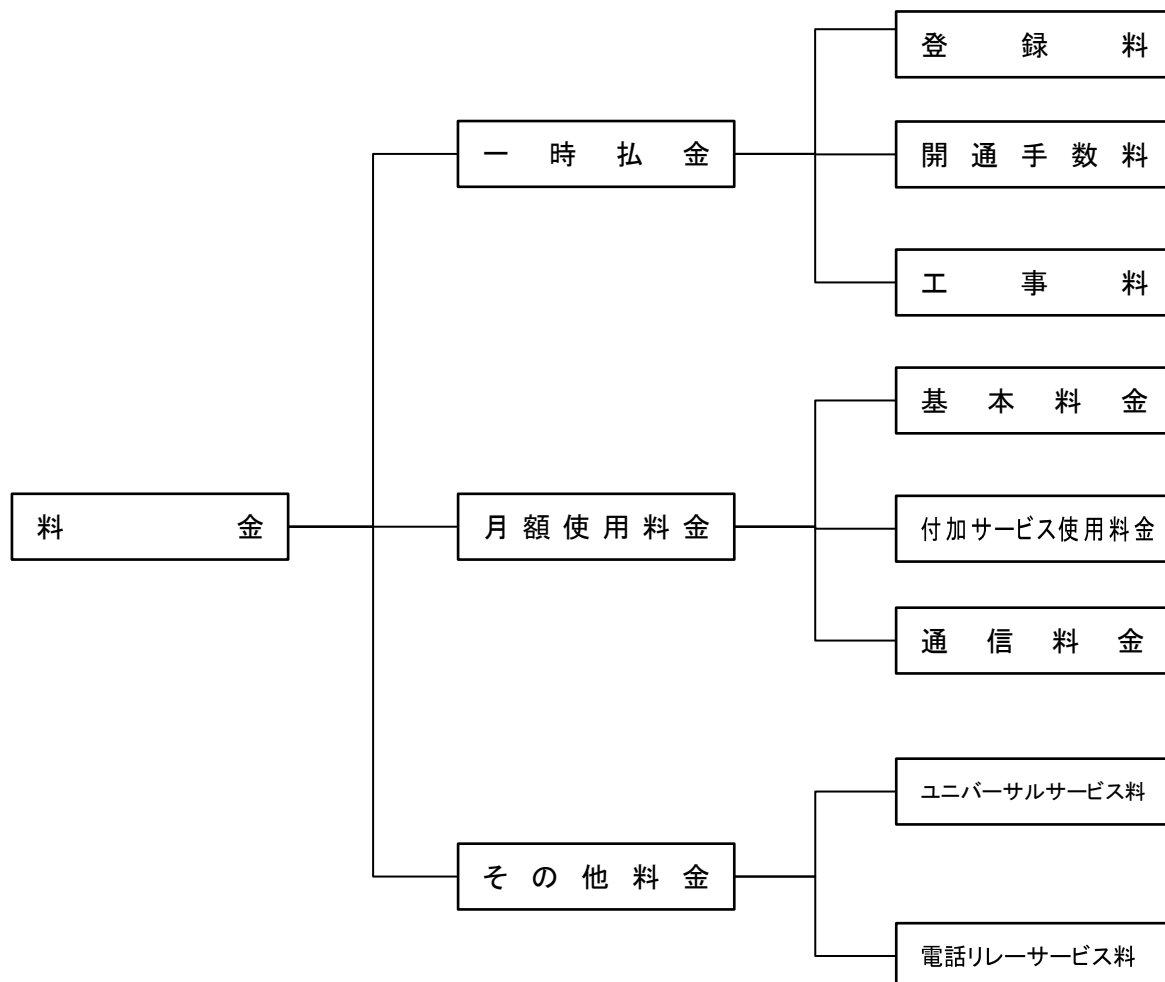 登録料
一時払金
開通手数料
工事料
基本料金
料金
月額使用料金
付加サービス使用料金
通信料金
ユニバーサルサービス料
その他料金
電話リレーサービス料